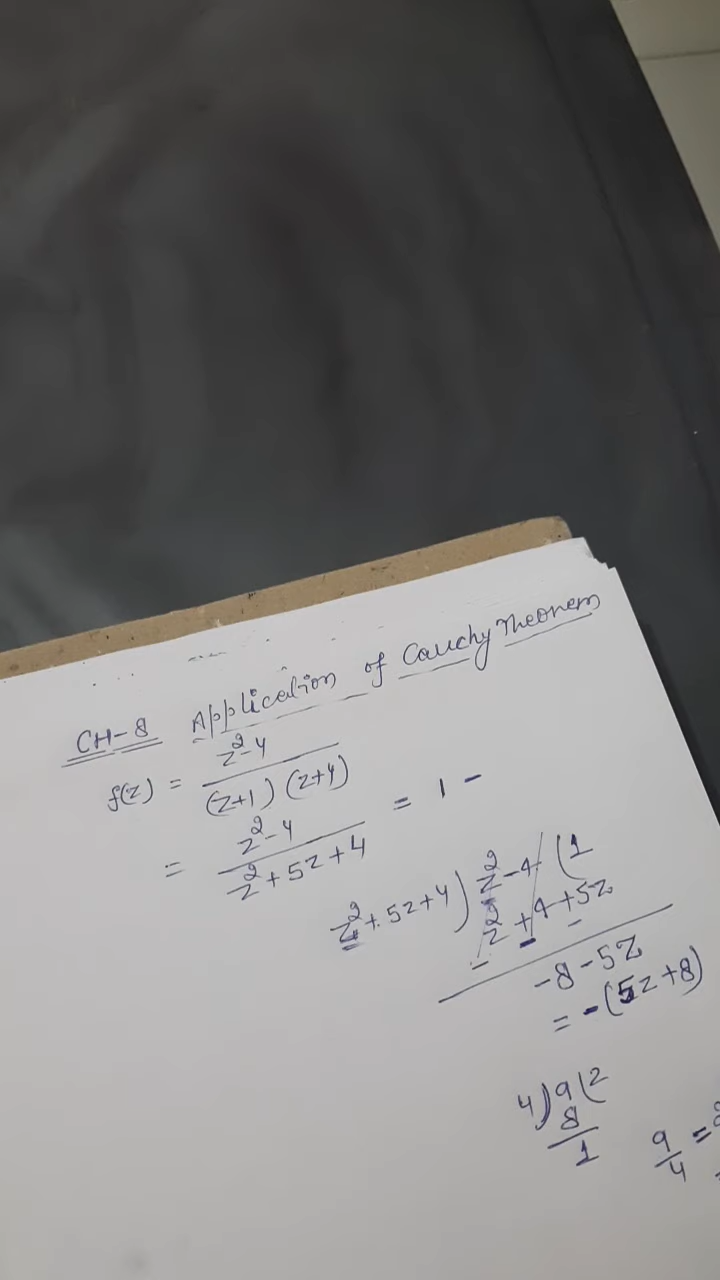 CH-8 Application of Cauchy Theorem
f(z) = z²-4 / (z+1) (z+4)
= z²-4 / z²+5z+4 = 1 -
z²+5z+4 ) z²-4 ( 1
z²+4+5z
- - -
-8-5z
= -(5z+8)
4 ) 9 ( 2
8
1
9/4 =